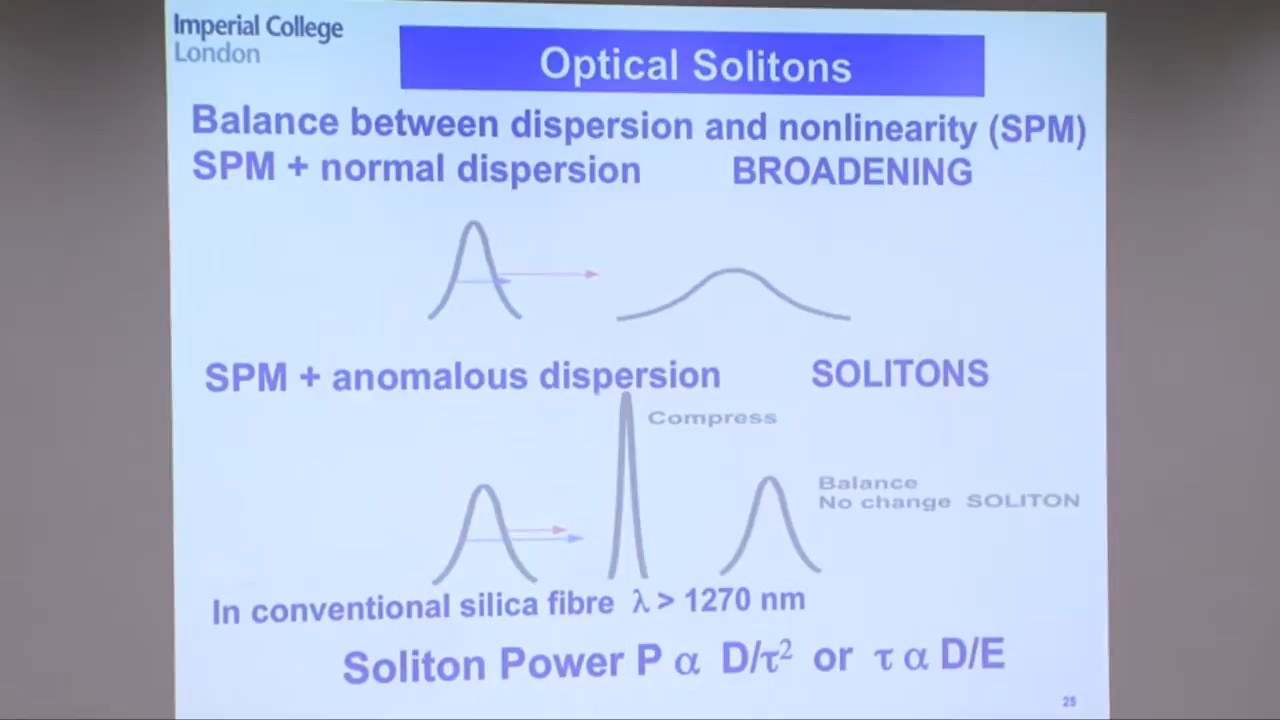 Imperial College
London
Optical Solitons
Balance between dispersion and nonlinearity (SPM)
SPM + normal dispersion BROADENING
SPM + anomalous dispersion SOLITONS
Compress
Balance
No change SOLITON
In conventional silica fibre λ > 1270 nm
Soliton Power P α D/τ² or τ α D/E
25